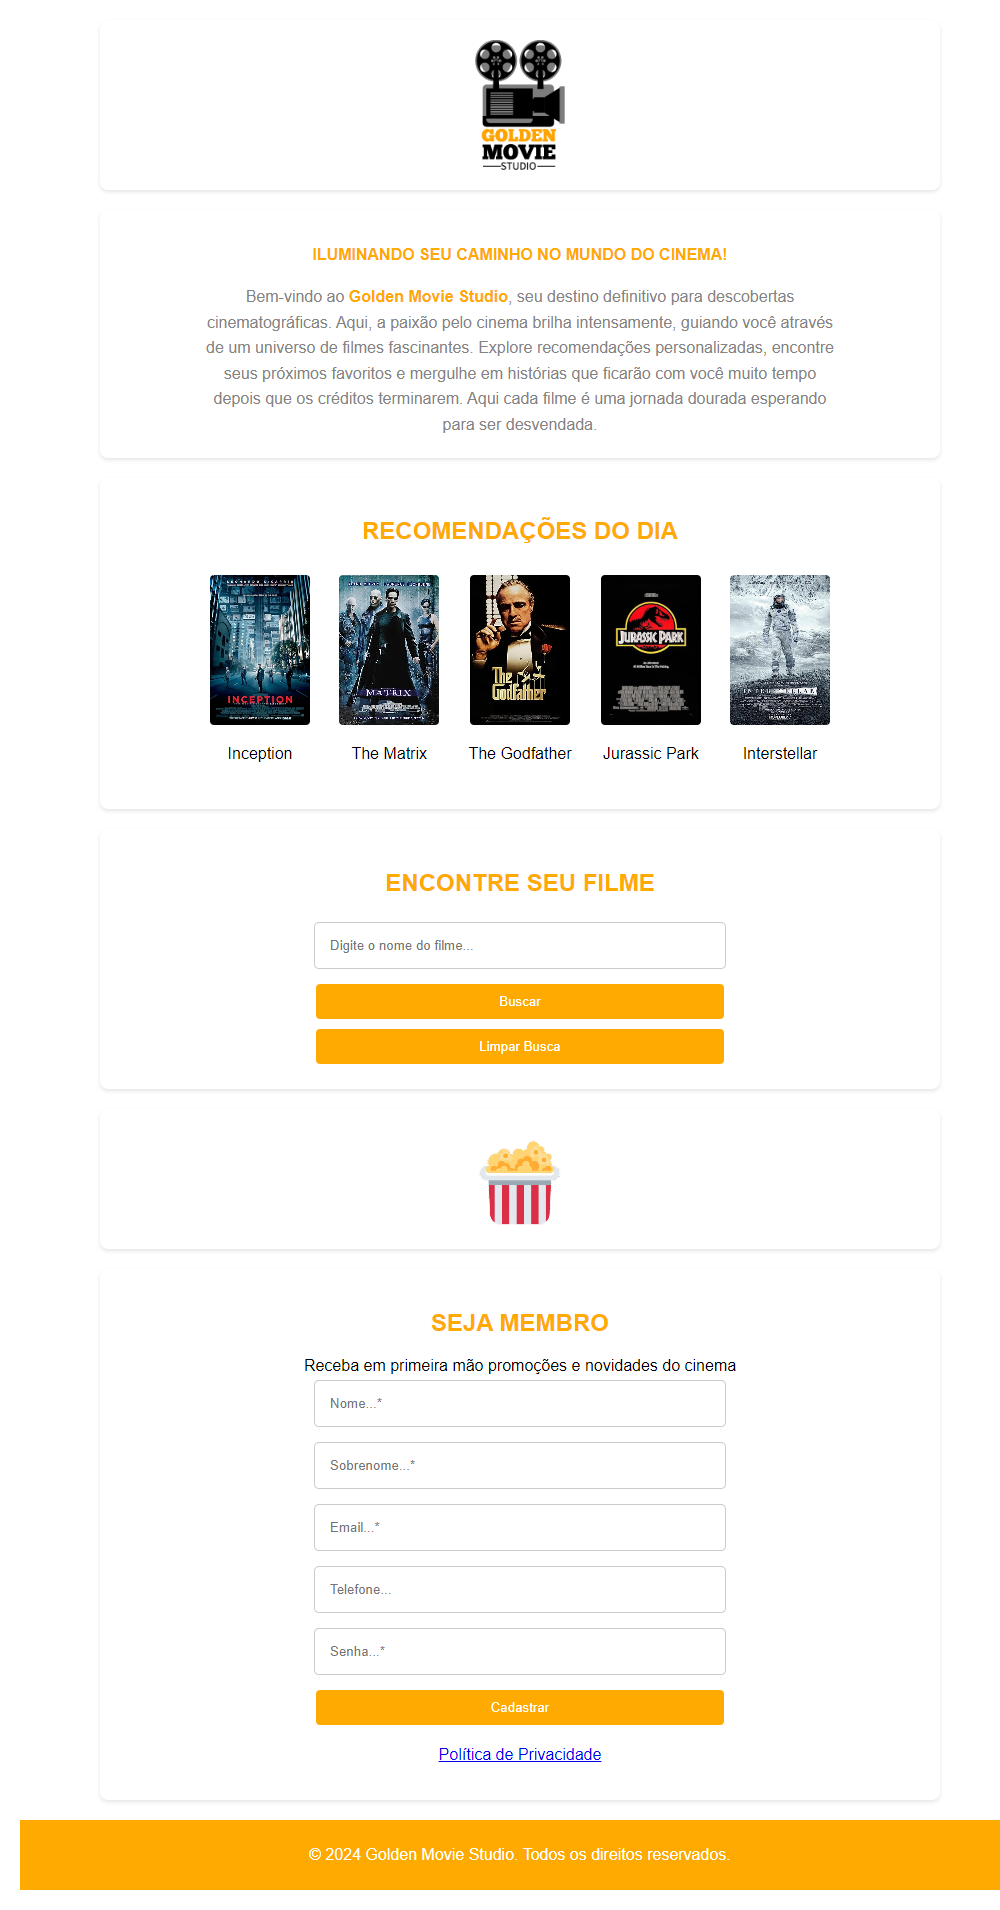 GOLDEN
MOVIE
STUDIO
ILUMINANDO SEU CAMINHO NO MUNDO DO CINEMA!
Bem-vindo ao Golden Movie Studio, seu destino definitivo para descobertas
cinematográficas. Aqui, a paixão pelo cinema brilha intensamente, guiando você através
de um universo de filmes fascinantes. Explore recomendações personalizadas, encontre
seus próximos favoritos e mergulhe em histórias que ficarão com você muito tempo
depois que os créditos terminarem. Aqui cada filme é uma jornada dourada esperando
para ser desvendada.
RECOMENDAÇÕES DO DIA
INCEPTION
MATRIX
The
Godfather
JURASSIC PARK
INTERSTELLAR
Inception
The Matrix
The Godfather
Jurassic Park
Interstellar
ENCONTRE SEU FILME
Digite o nome do filme...
Buscar
Limpar Busca
SEJA MEMBRO
Receba em primeira mão promoções e novidades do cinema
Nome...*
Sobrenome...*
Email...*
Telefone...
Senha...*
Cadastrar
Política de Privacidade
© 2024 Golden Movie Studio. Todos os direitos reservados.